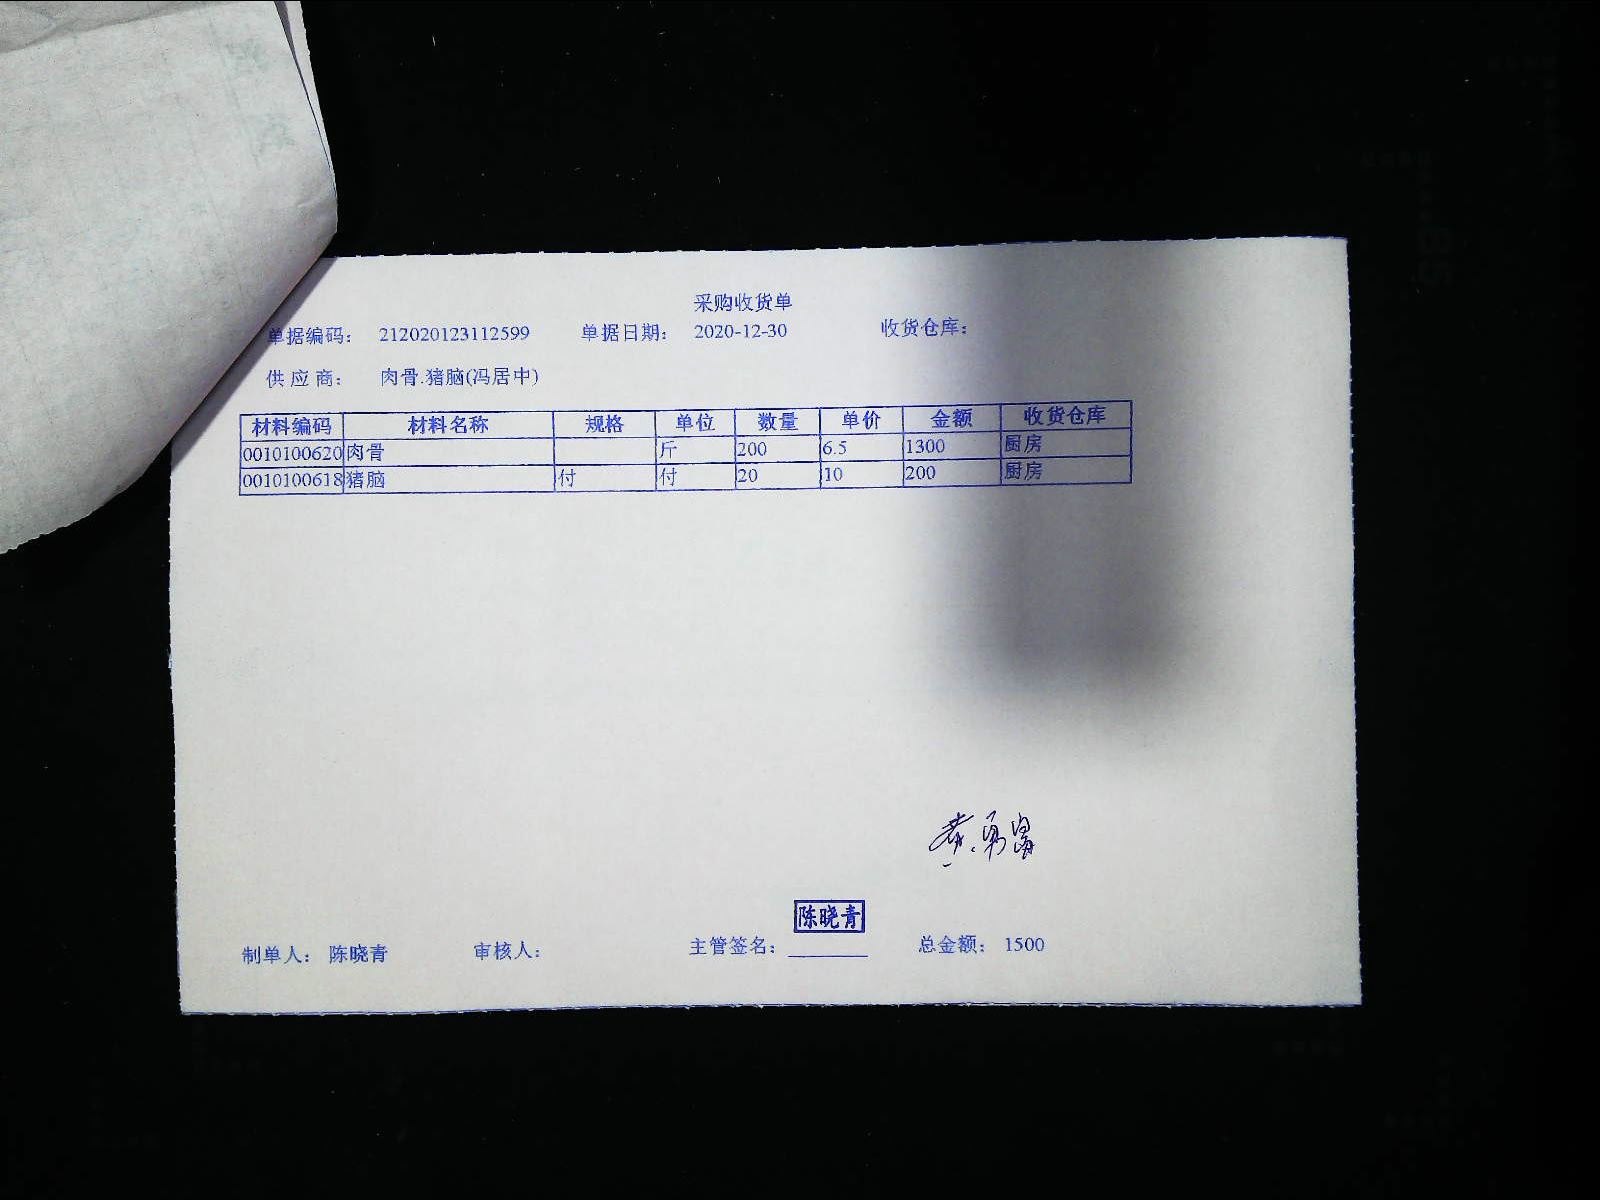 采购收货单
单据编码： 212020123112599 单据日期： 2020-12-30 收货仓库：
供 应 商： 肉骨.猪脑(冯居中)
材料编码 材料名称 规格 单位 数量 单价 金额 收货仓库
0010100620 肉骨 斤 200 6.5 1300 厨房
0010100618 猪脑 付 付 20 10 200 厨房
黄勇富
陈晓青
制单人： 陈晓青 审核人： 主管签名： 总金额： 1500